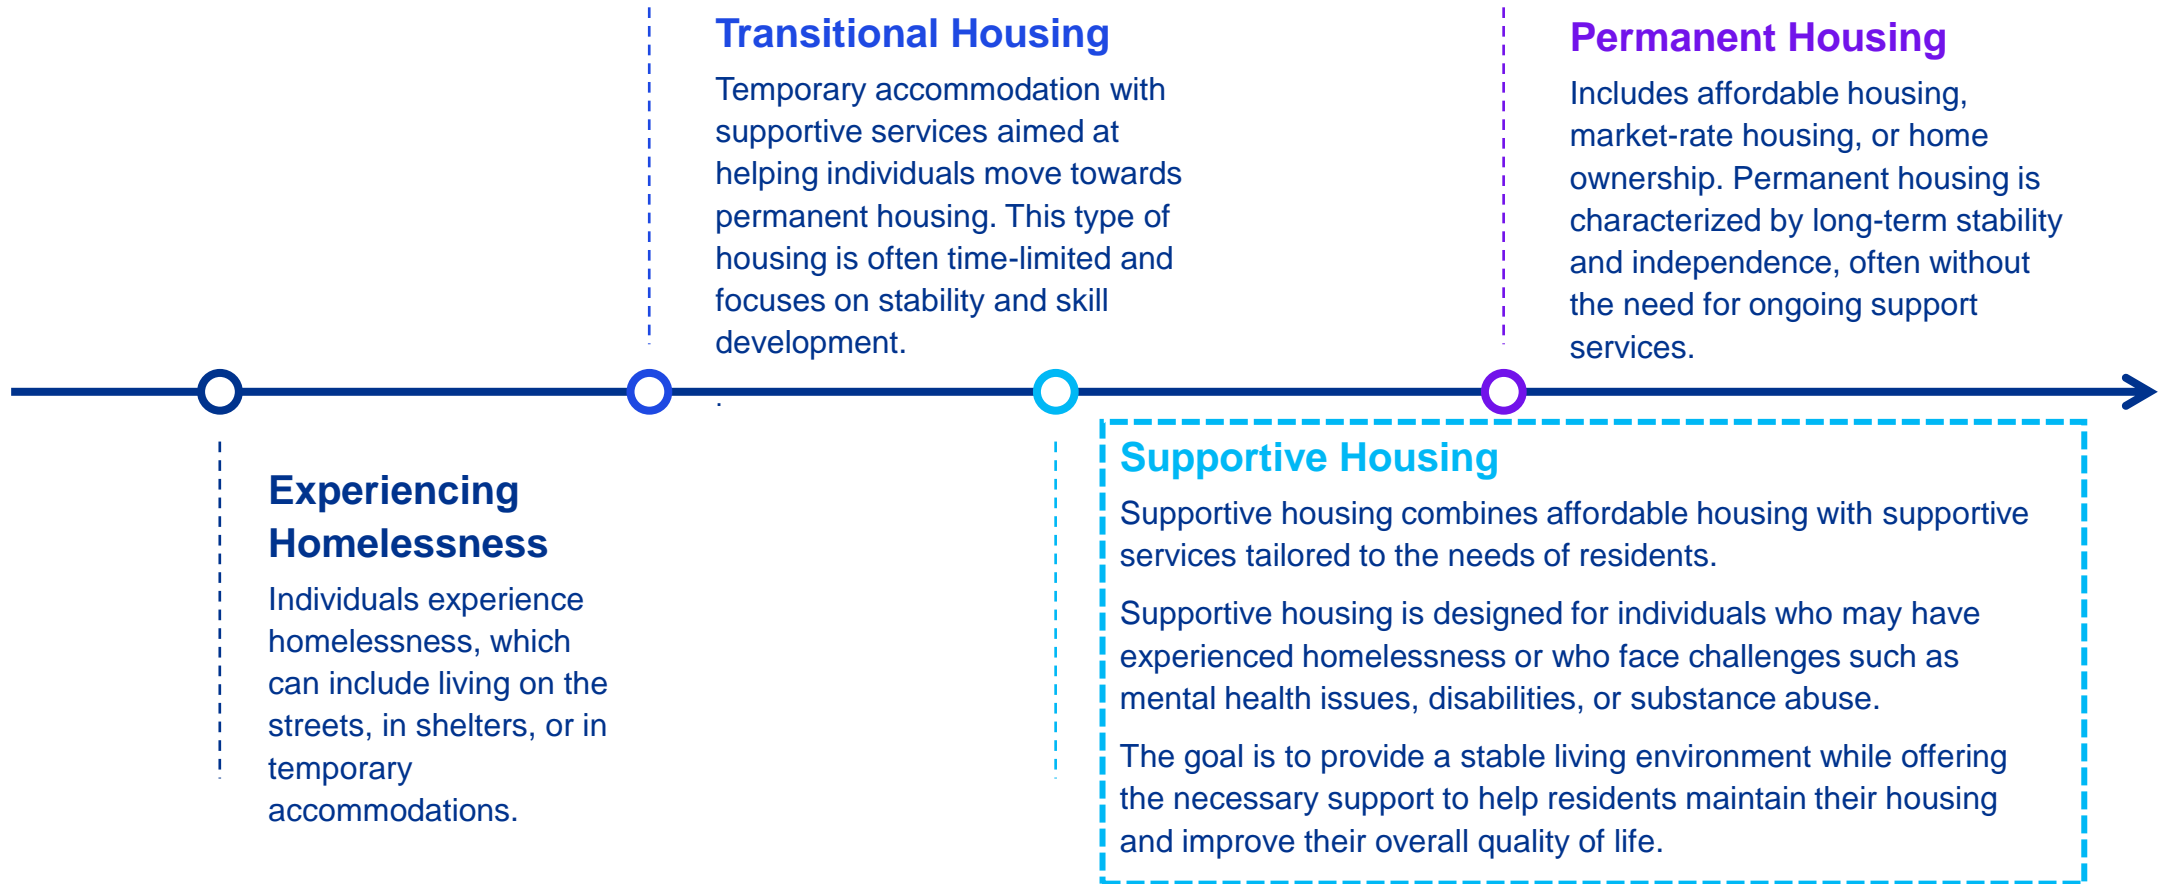 Transitional Housing
Temporary accommodation with
supportive services aimed at
helping individuals move towards
permanent housing. This type of
housing is often time-limited and
focuses on stability and skill
development.
.
Permanent Housing
Includes affordable housing,
market-rate housing, or home
ownership. Permanent housing is
characterized by long-term stability
and independence, often without
the need for ongoing support
services.
Experiencing
Homelessness
Individuals experience
homelessness, which
can include living on the
streets, in shelters, or in
temporary
accommodations.
Supportive Housing
Supportive housing combines affordable housing with supportive
services tailored to the needs of residents.
Supportive housing is designed for individuals who may have
experienced homelessness or who face challenges such as
mental health issues, disabilities, or substance abuse.
The goal is to provide a stable living environment while offering
the necessary support to help residents maintain their housing
and improve their overall quality of life.